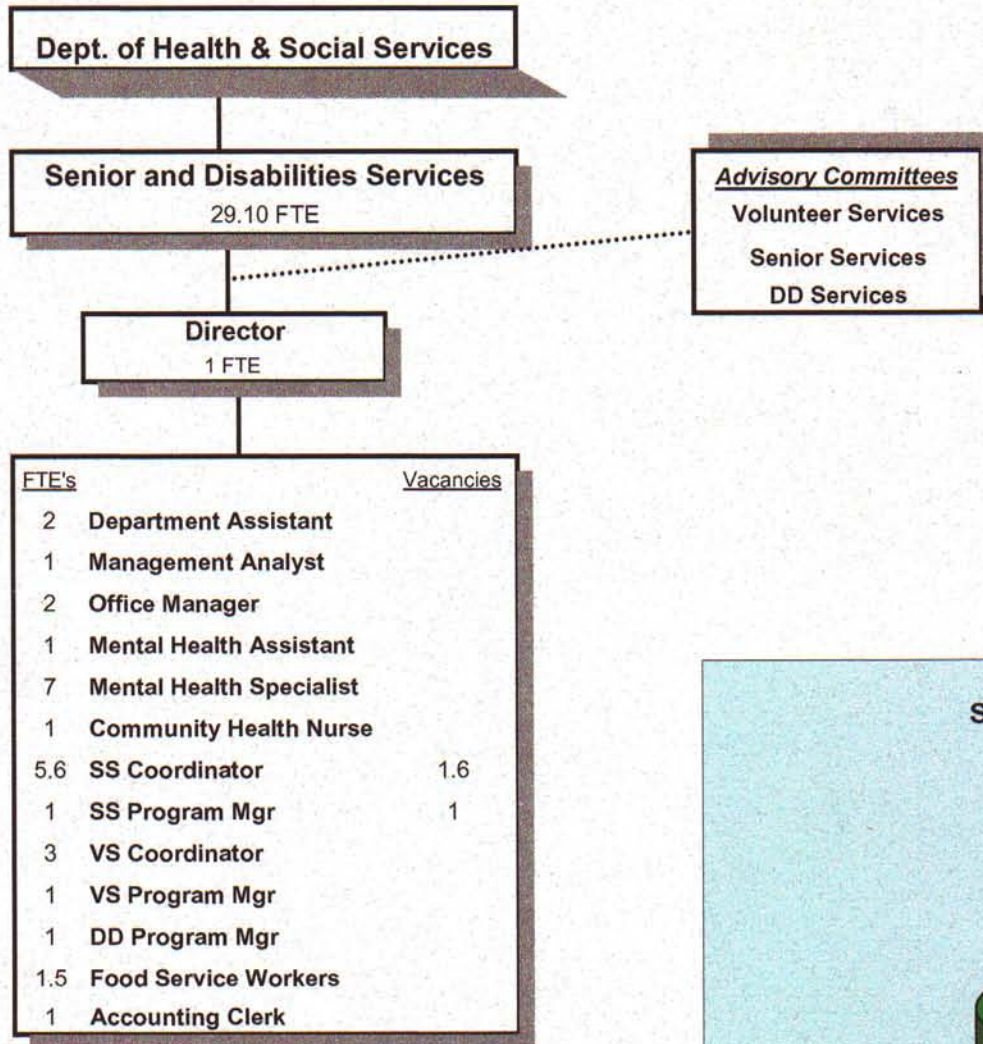 Dept. of Health & Social Services
Senior and Disabilities Services
29.10 FTE
Advisory Committees
Volunteer Services
Senior Services
DD Services
Director
1 FTE
FTE's Vacancies
2 Department Assistant
1 Management Analyst
2 Office Manager
1 Mental Health Assistant
7 Mental Health Specialist
1 Community Health Nurse
5.6 SS Coordinator 1.6
1 SS Program Mgr 1
3 VS Coordinator
1 VS Program Mgr
1 DD Program Mgr
1.5 Food Service Workers
1 Accounting Clerk
S